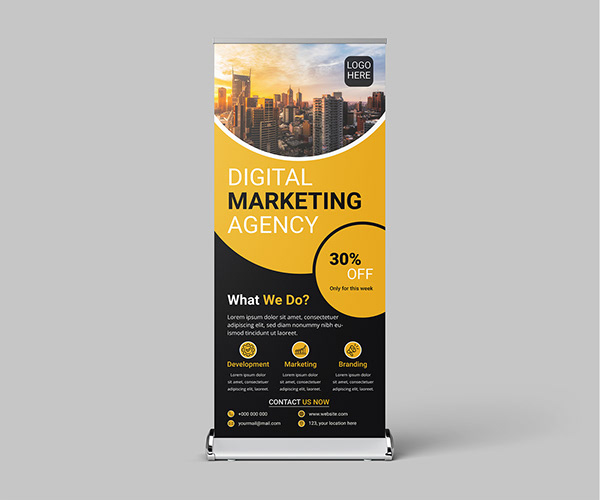 LOGO
HERE
DIGITAL
MARKETING
AGENCY
30%
OFF
Only for this week
What We Do?
Lorem ipsum dolor sit amet, consectetuer
adipiscing elit, sed diam nonummy nibh eu-
ismod tincidunt ut laoreet.
Development
Lorem ipsum dolor
sit amet, consectetuer
adipiscing elit, laoreet.
Marketing
Lorem ipsum dolor
sit amet, consectetuer
adipiscing elit, laoreet.
Branding
Lorem ipsum dolor
sit amet, consectetuer
adipiscing elit, laoreet.
CONTACT US NOW
+000 000 000
www.website.com
yourmail@mail.com
123, your location here